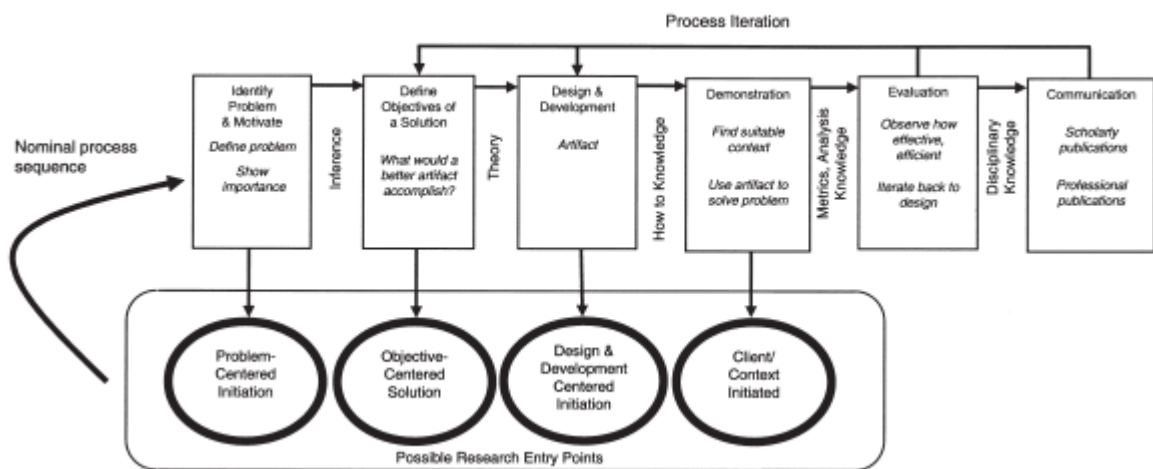 Process Iteration
Nominal process
sequence
Identify
Problem
& Motivate
Define problem
Show
importance
Inference
Define
Objectives of
a Solution
What would a
better artifact
accomplish?
Theory
Design &
Development
Artifact
How to Knowledge
Demonstration
Find suitable
context
Use artifact to
solve problem
Metrics, Analysis
Knowledge
Evaluation
Observe how
effective,
efficient
Iterate back to
design
Disciplinary
Knowledge
Communication
Scholarly
publications
Professional
publications
Problem-
Centered
Initiation
Objective-
Centered
Solution
Design &
Development
Centered
Initiation
Client/
Context
Initiated
Possible Research Entry Points